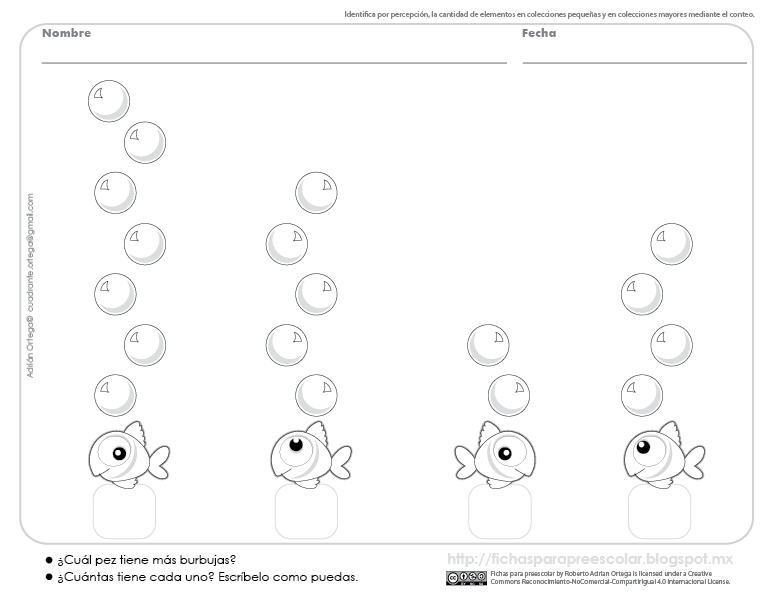 Identifica por percepción, la cantidad de elementos en colecciones pequeñas y en colecciones mayores mediante el conteo.
Nombre
Fecha
Adrián Ortega© cuadrante.ortega@gmail.com
● ¿Cuál pez tiene más burbujas?
● ¿Cuántas tiene cada uno? Escríbelo como puedas.
http://fichasparapreescolar.blogspot.mx
Fichas para preescolar by Roberto Adrian Ortega is licensed under a Creative
Commons Reconocimiento-NoComercial-CompartirIgual 4.0 Internacional License.